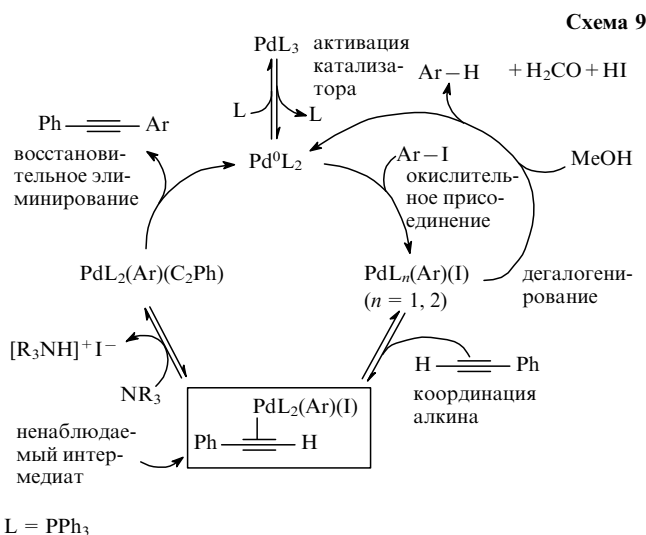 Схема 9
PdL₃
активация
катализа-
тора
L
L
Ar–H + H₂CO + HI
Ph Ar
восстанови-
тельное эли-
минирование
Pd⁰L₂
Ar–I
окислитель-
ное присо-
единение
MeOH
PdL₂(Ar)(C₂Ph)
PdLₙ(Ar)(I)
(n = 1, 2)
дегалогени-
рование
[R₃NH]⁺I⁻
NR₃
H Ph
координация
алкина
PdL₂(Ar)(I)
Ph H
ненаблюдае-
мый интер-
медиат
L = PPh₃